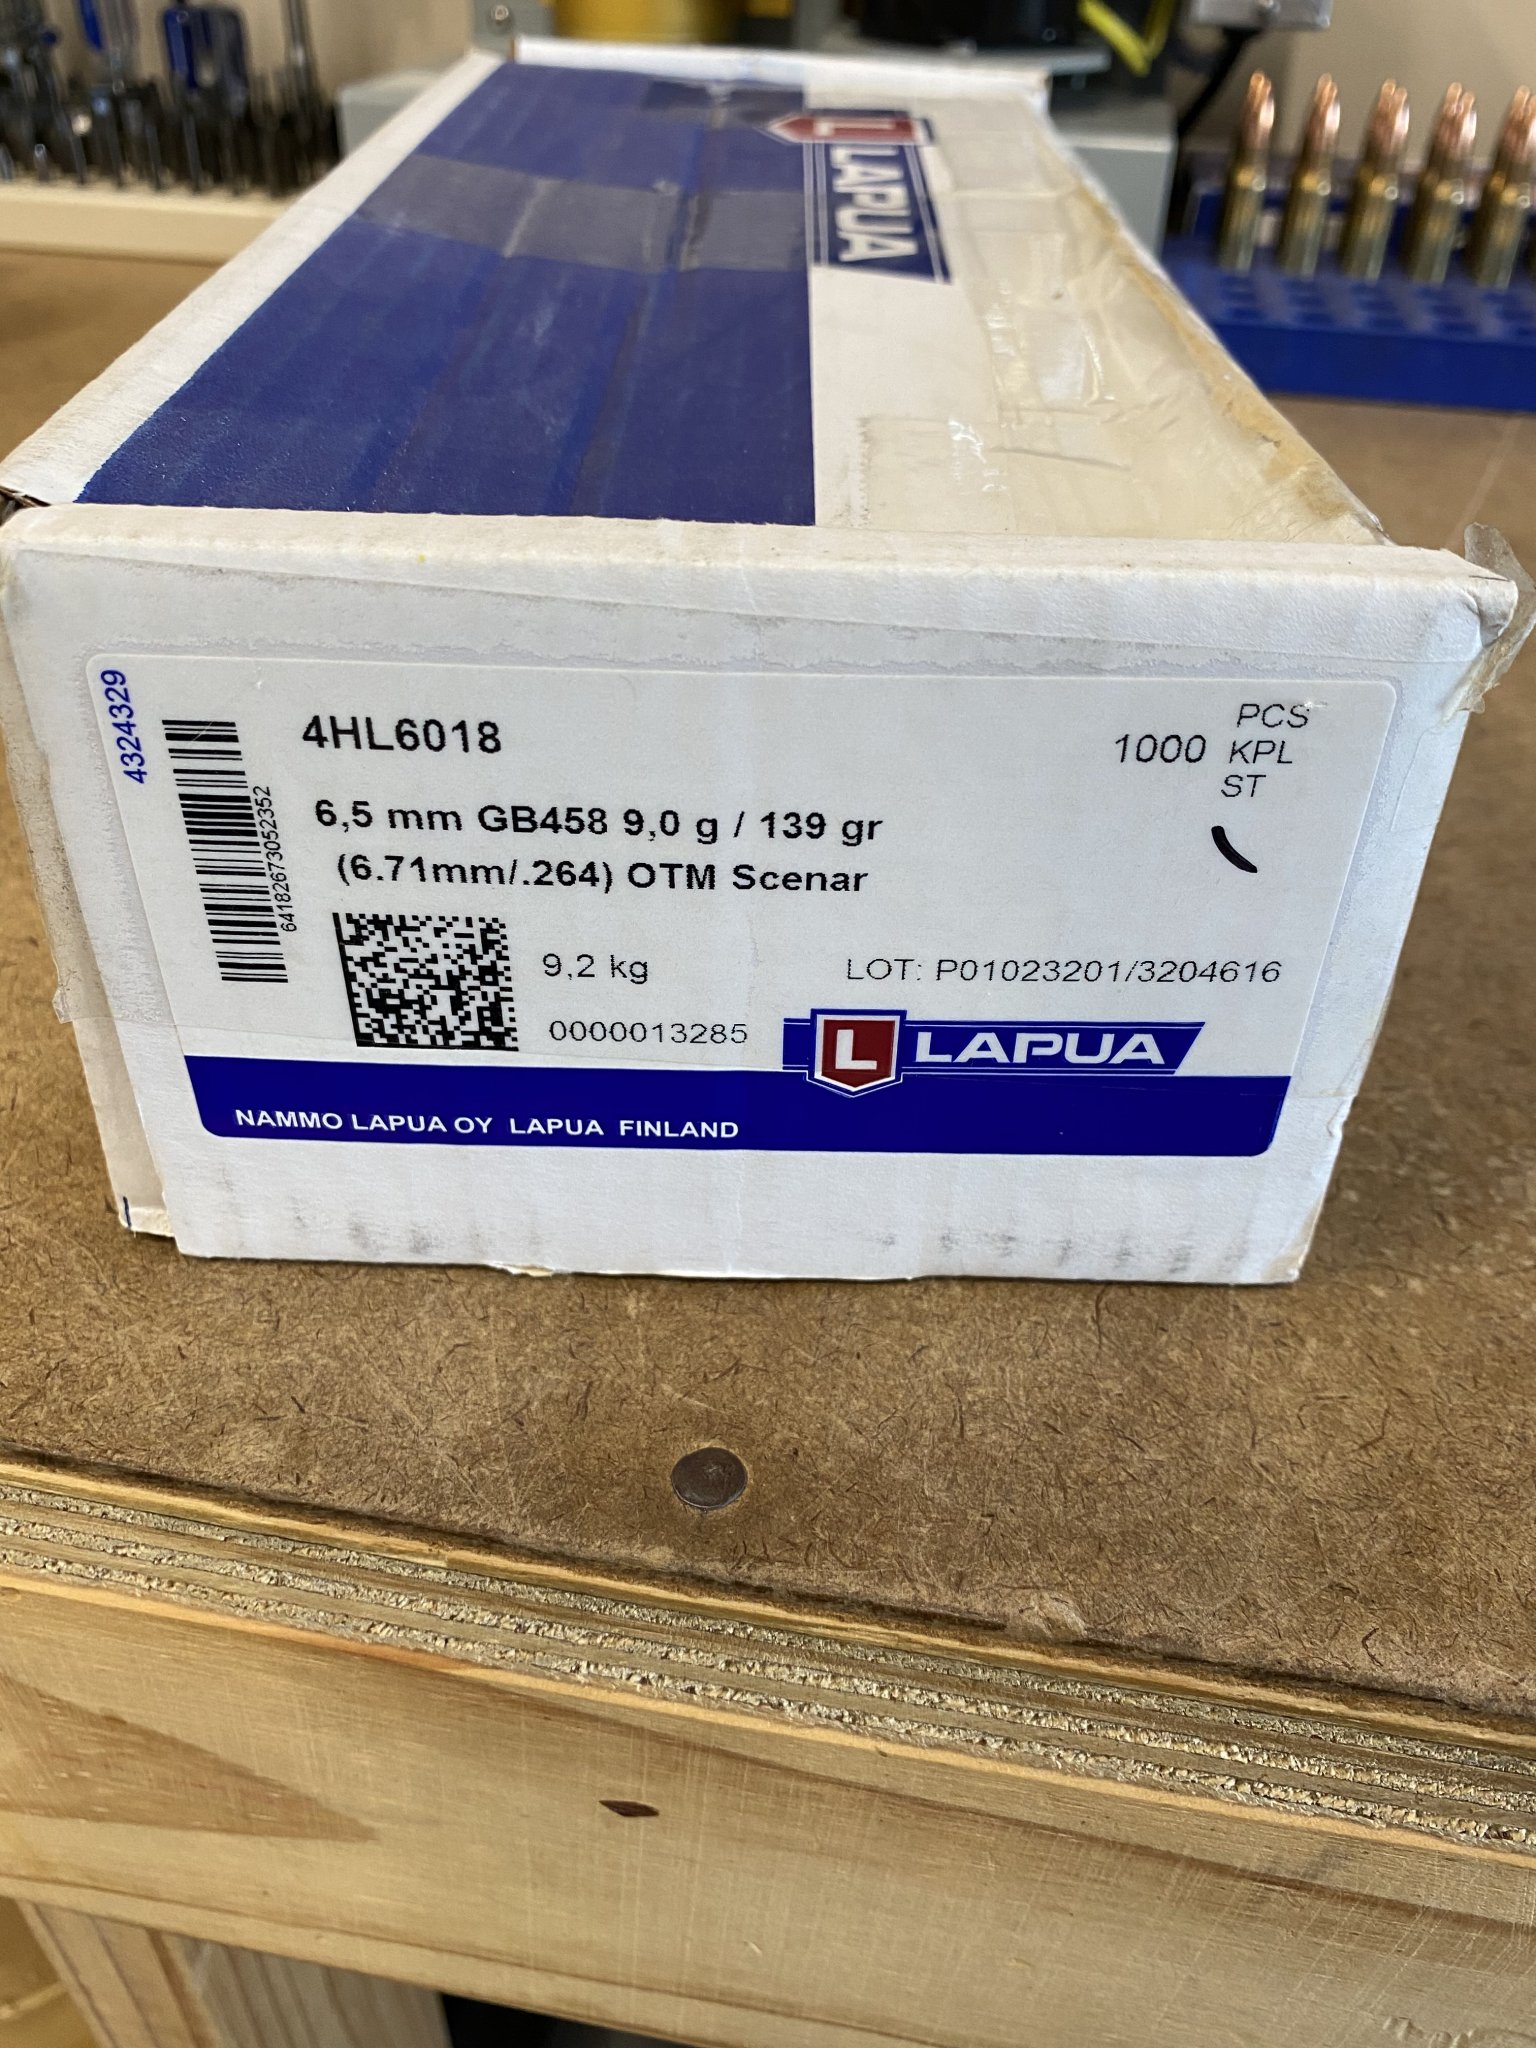 LAPUA
4324329
6418267305235​2
4HL6018
1000
PCS
KPL
ST
6,5 mm GB458 9,0 g / 139 gr
(6.71mm/.264) OTM Scenar
9,2 kg
LOT: P01023201/3204616
0000013285
L LAPUA
NAMMO LAPUA OY LAPUA FINLAND